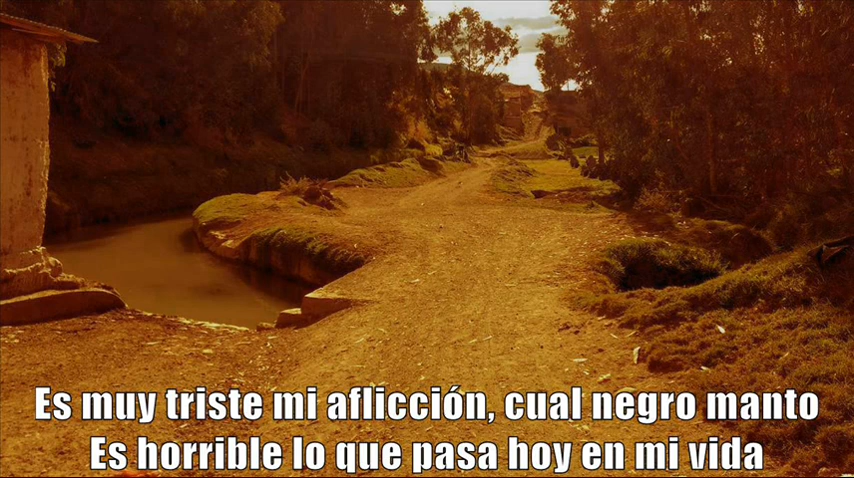 Es muy triste mi aflicción, cual negro manto
Es horrible lo que pasa hoy en mi vida